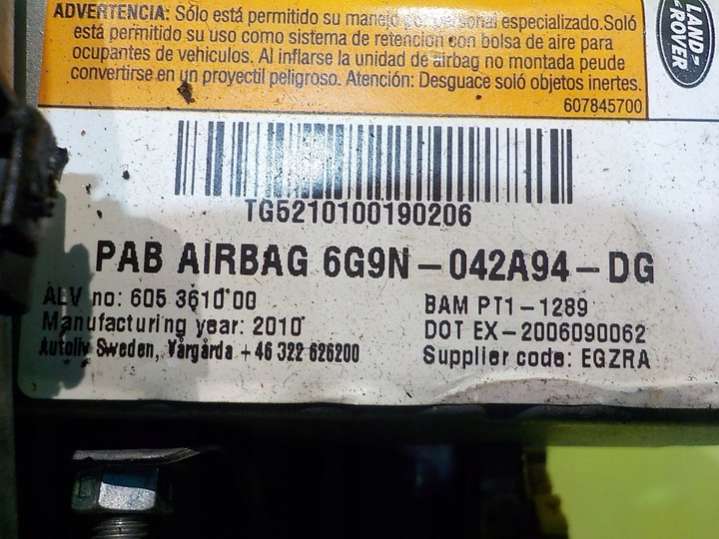 ADVERTENCIA: Sólo está permitido su manejo por personal especializado.Soló
está permitido su uso como sistema de retención con bolsa de aire para
ocupantes de vehículos. Al inflarse la unidad de airbag no montada peude
convertirse en un proyectil peligroso. Atención: Desguace soló objetos inertes.
607845700
LAND-
ROVER
TG5210100190206
PAB AIRBAG 6G9N-042A94-DG
ALV no: 605 3610 00
Manufacturing year: 2010
Autoliv Sweden, Vårgårda +46 322 626200
BAM PT1-1289
DOT EX-2006090062
Supplier code: EGZRA